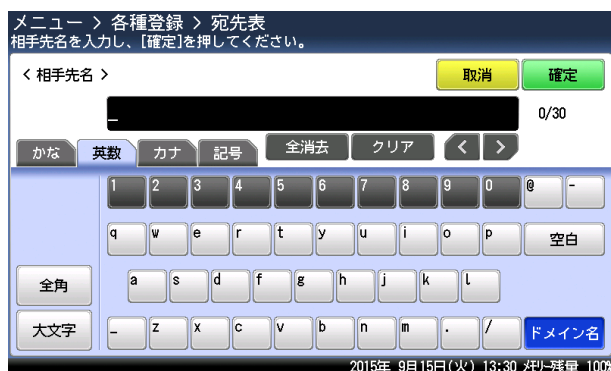 メニュー > 各種登録 > 宛先表
相手先名を入力し、[確定]を押してください。
< 相手先名 >
取消
確定
_
0/30
かな
英数
カナ
記号
全消去
クリア
<
>
1 2 3 4 5 6 7 8 9 0 @ -
q w e r t y u i o p 空白
全角 a s d f g h j k l
大文字 _ z x c v b n m . / ドメイン名
2015年 9月15日(火) 13:30 メモリー残量 100%